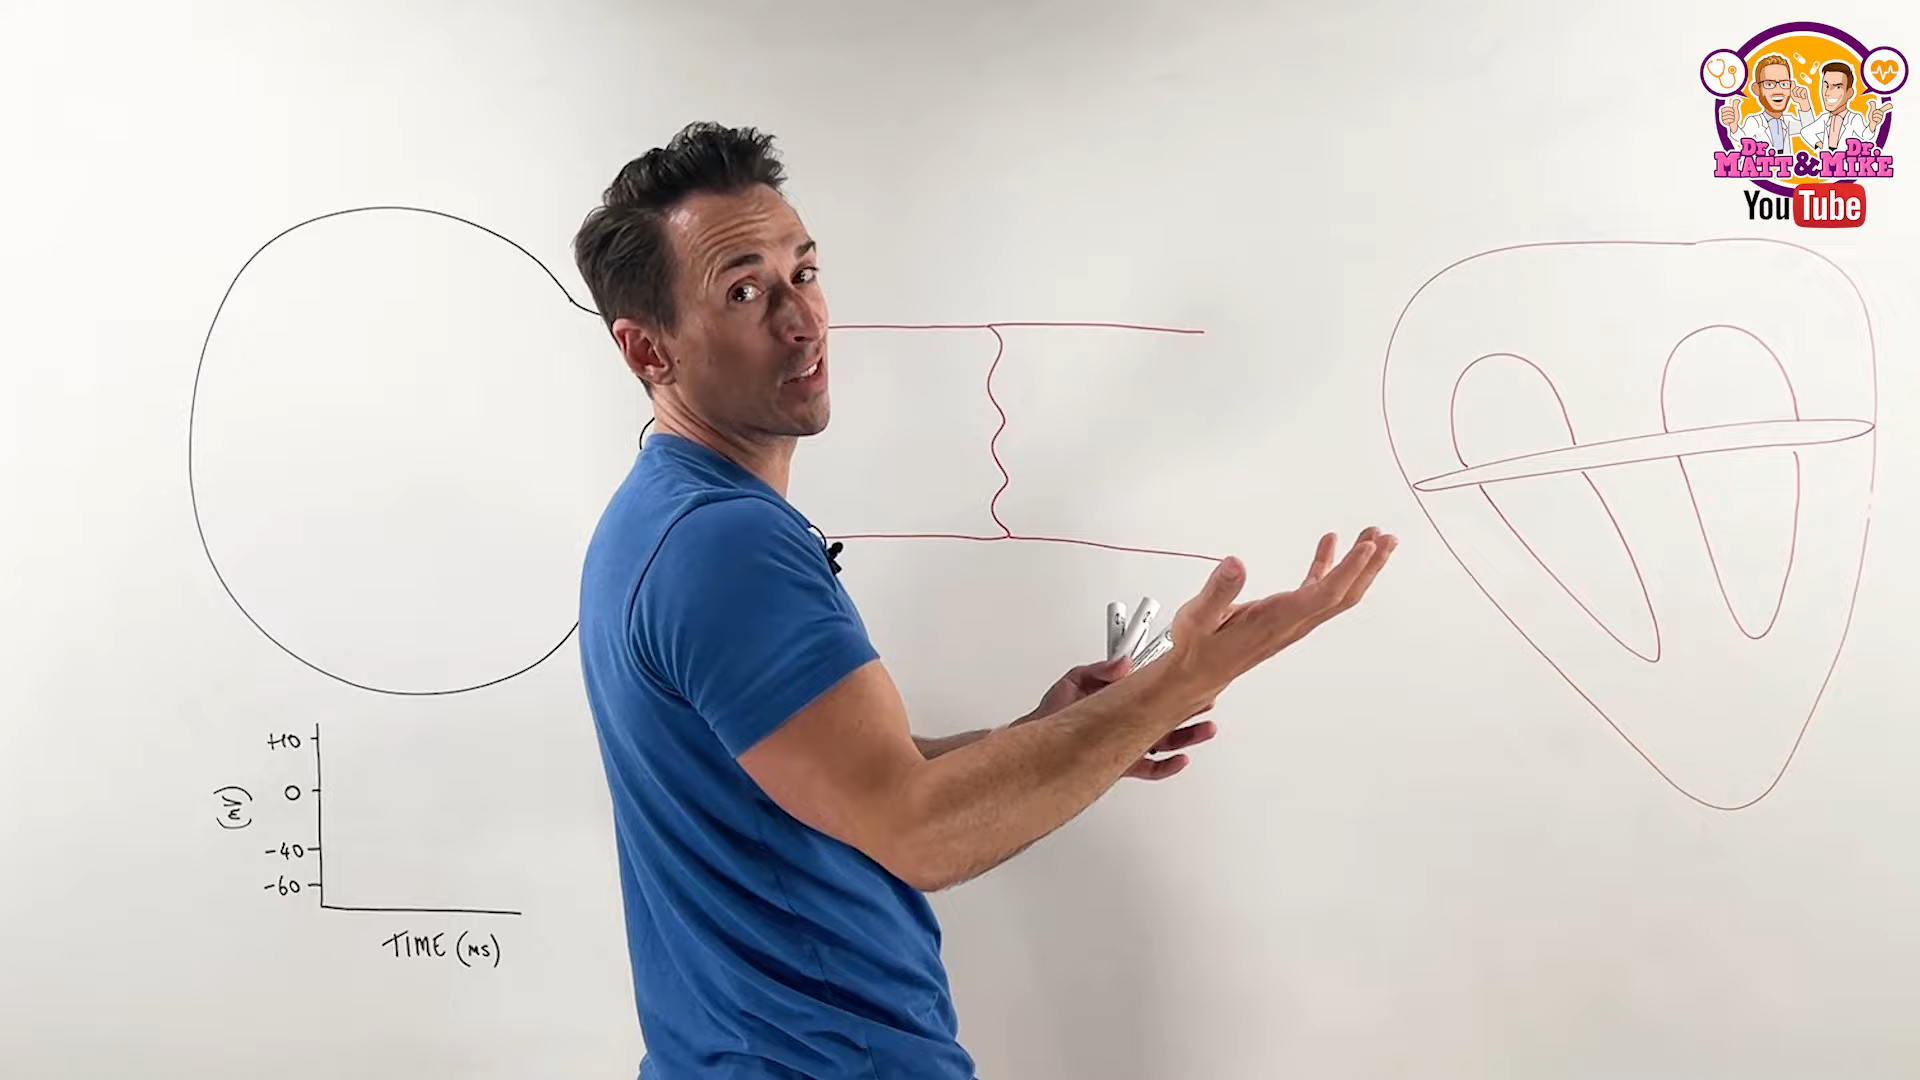 Dr. Dr.
MATT & MIKE
YouTube
+10
0
(mV)
-40
-60
TIME (ms)